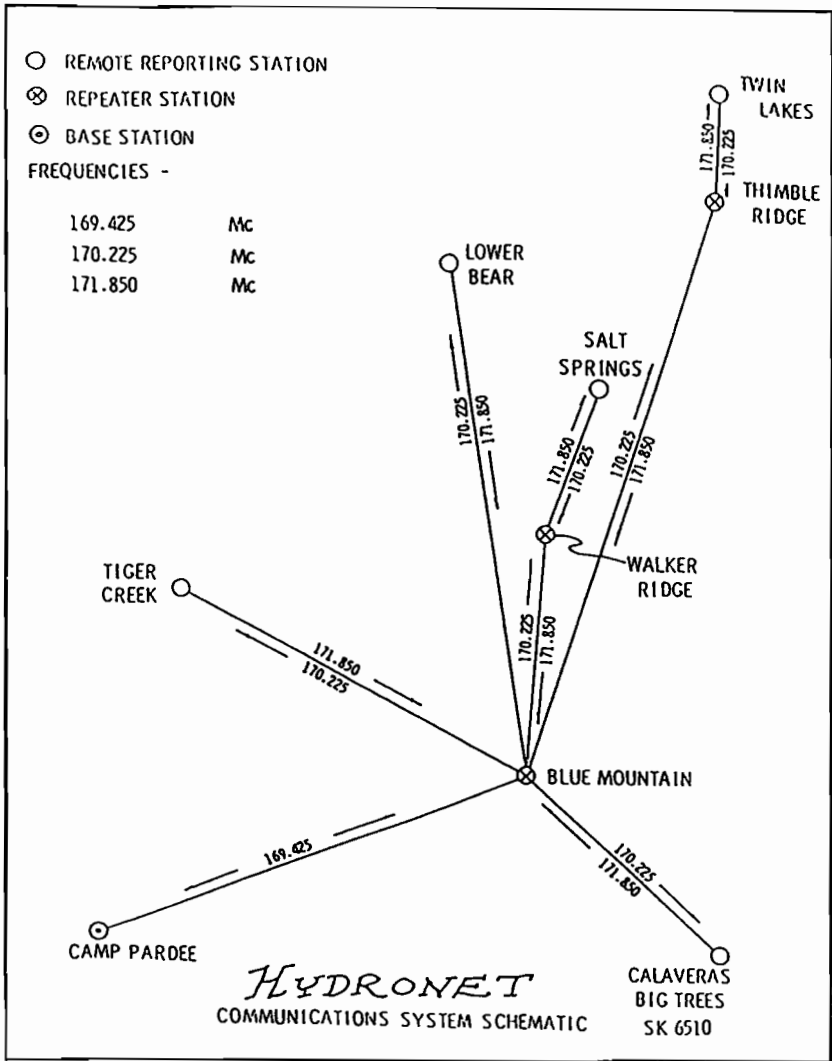 REMOTE REPORTING STATION
REPEATER STATION
BASE STATION
FREQUENCIES -
169.425 Mc
170.225 Mc
171.850 Mc
TWIN
LAKES
171.850
170.225
THIMBLE
RIDGE
LOWER
BEAR
SALT
SPRINGS
170.225
171.850
171.850
170.225
170.225
171.850
WALKER
RIDGE
170.225
171.850
TIGER
CREEK
171.850
170.225
BLUE MOUNTAIN
169.425
170.225
171.850
CAMP PARDEE
CALAVERAS
BIG TREES
SK 6510
HYDRONET
COMMUNICATIONS SYSTEM SCHEMATIC